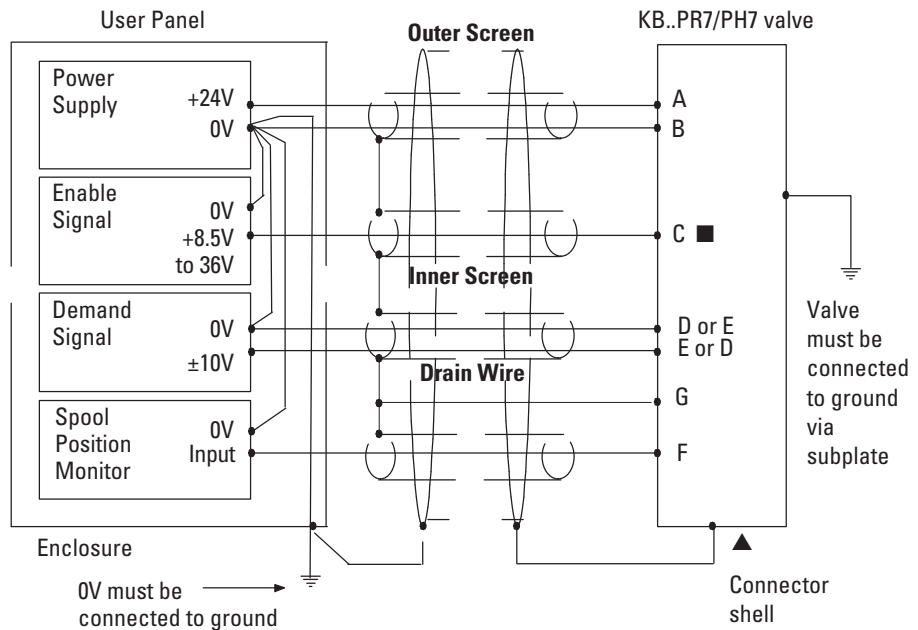 User Panel
Outer Screen
KB..PR7/PH7 valve
Power
Supply
+24V
0V
A
B
Enable
Signal
0V
+8.5V
to 36V
C ■
Inner Screen
Demand
Signal
0V
±10V
D or E
E or D
Drain Wire
G
Spool
Position
Monitor
0V
Input
F
Valve
must be
connected
to ground
via
subplate
Enclosure
0V must be
connected to ground
▲
Connector
shell